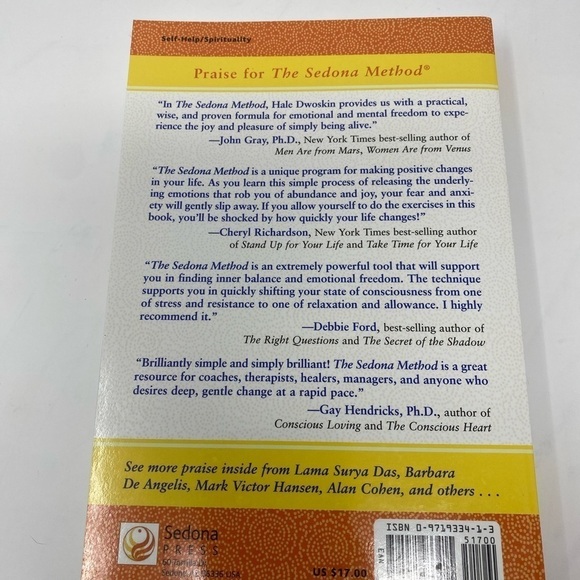 Self-Help/Spirituality
Praise for The Sedona Method®
“In The Sedona Method, Hale Dwoskin provides us with a practical,
wise, and proven formula for emotional and mental freedom to expe-
rience the joy and pleasure of simply being alive.”
—John Gray, Ph.D., New York Times best-selling author of
Men Are from Mars, Women Are from Venus
“The Sedona Method is a unique program for making positive changes
in your life. As you learn this simple process of releasing the underly-
ing emotions that rob you of abundance and joy, your fear and anxi-
ety will gently slip away. If you allow yourself to do the exercises in this
book, you’ll be shocked by how quickly your life changes!”
—Cheryl Richardson, New York Times best-selling author
of Stand Up for Your Life and Take Time for Your Life
“The Sedona Method is an extremely powerful tool that will support
you in finding inner balance and emotional freedom. The technique
supports you in quickly shifting your state of consciousness from one
of stress and resistance to one of relaxation and allowance. I highly
recommend it.”
—Debbie Ford, best-selling author of
The Right Questions and The Secret of the Shadow
“Brilliantly simple and simply brilliant! The Sedona Method is a great
resource for coaches, therapists, healers, managers, and anyone who
desires deep, gentle change at a rapid pace.”
—Gay Hendricks, Ph.D., author of
Conscious Loving and The Conscious Heart
See more praise inside from Lama Surya Das, Barbara
De Angelis, Mark Victor Hansen, Alan Cohen, and others . . .
Sedona
PRESS
US $17.00
ISBN 0-9719334-1-3
51700
EAN